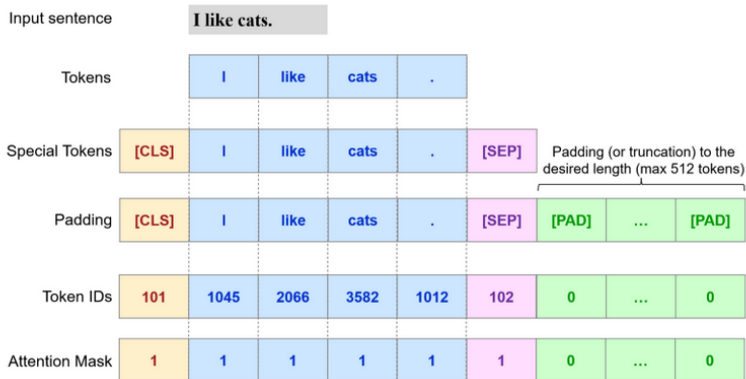 Input sentence I like cats.
Tokens I like cats .
Special Tokens [CLS] I like cats . [SEP]
Padding (or truncation) to the
desired length (max 512 tokens)
Padding [CLS] I like cats . [SEP] [PAD] ... [PAD]
Token IDs 101 1045 2066 3582 1012 102 0 ... 0
Attention Mask 1 1 1 1 1 1 0 ... 0